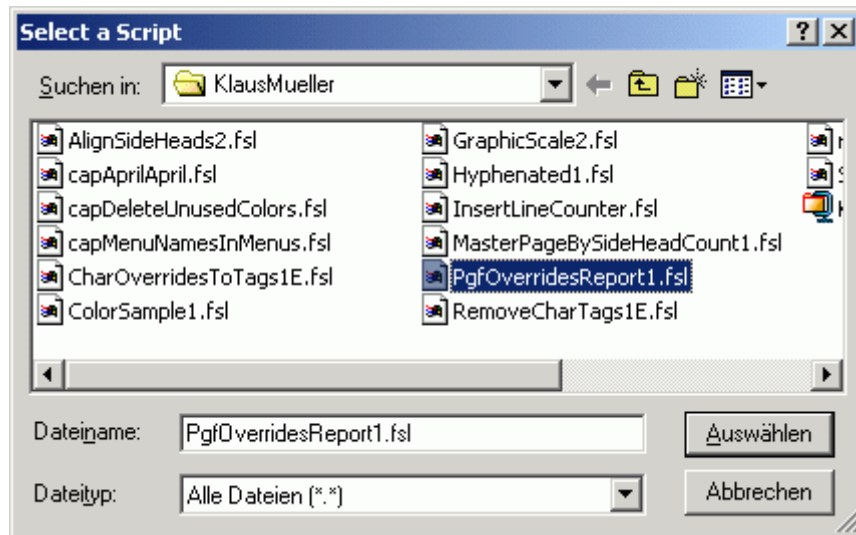 Select a Script
Suchen in: KlausMueller
AlignSideHeads2.fsl
capAprilApril.fsl
capDeleteUnusedColors.fsl
capMenuNamesInMenus.fsl
CharOverridesToTags1E.fsl
ColorSample1.fsl
GraphicScale2.fsl
Hyphenated1.fsl
InsertLineCounter.fsl
MasterPageBySideHeadCount1.fsl
PgfOverridesReport1.fsl
RemoveCharTags1E.fsl
Dateiname: PgfOverridesReport1.fsl Auswählen
Dateityp: Alle Dateien (*.*) Abbrechen